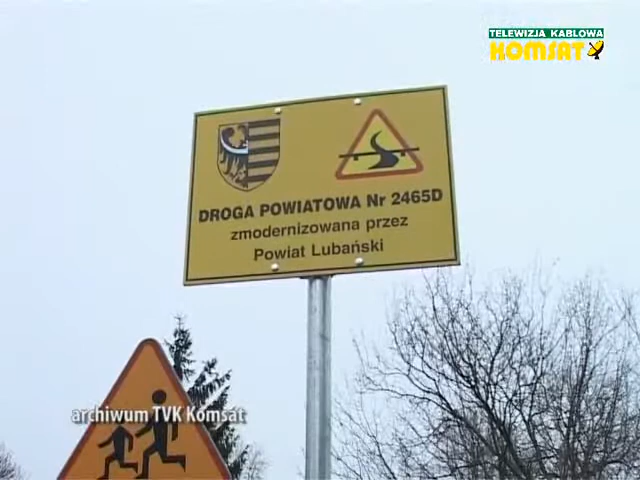 TELEWIZJA KABLOWA
KOMSAT
DROGA POWIATOWA Nr 2465D
zmodernizowana przez
Powiat Lubański
archiwum TVK Komsat